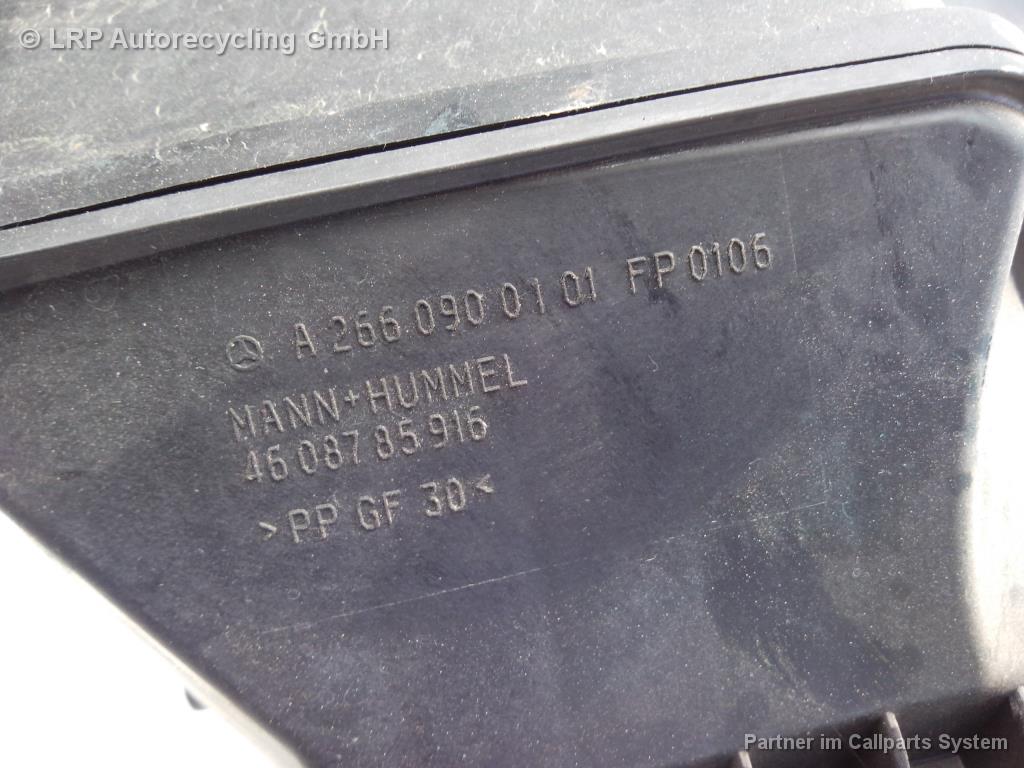 © LRP Autorecycling GmbH
A 266 090 01 01 FP 0106
MANN+HUMMEL
46 087 85 916
>PP GF 30<
Partner im Callparts System